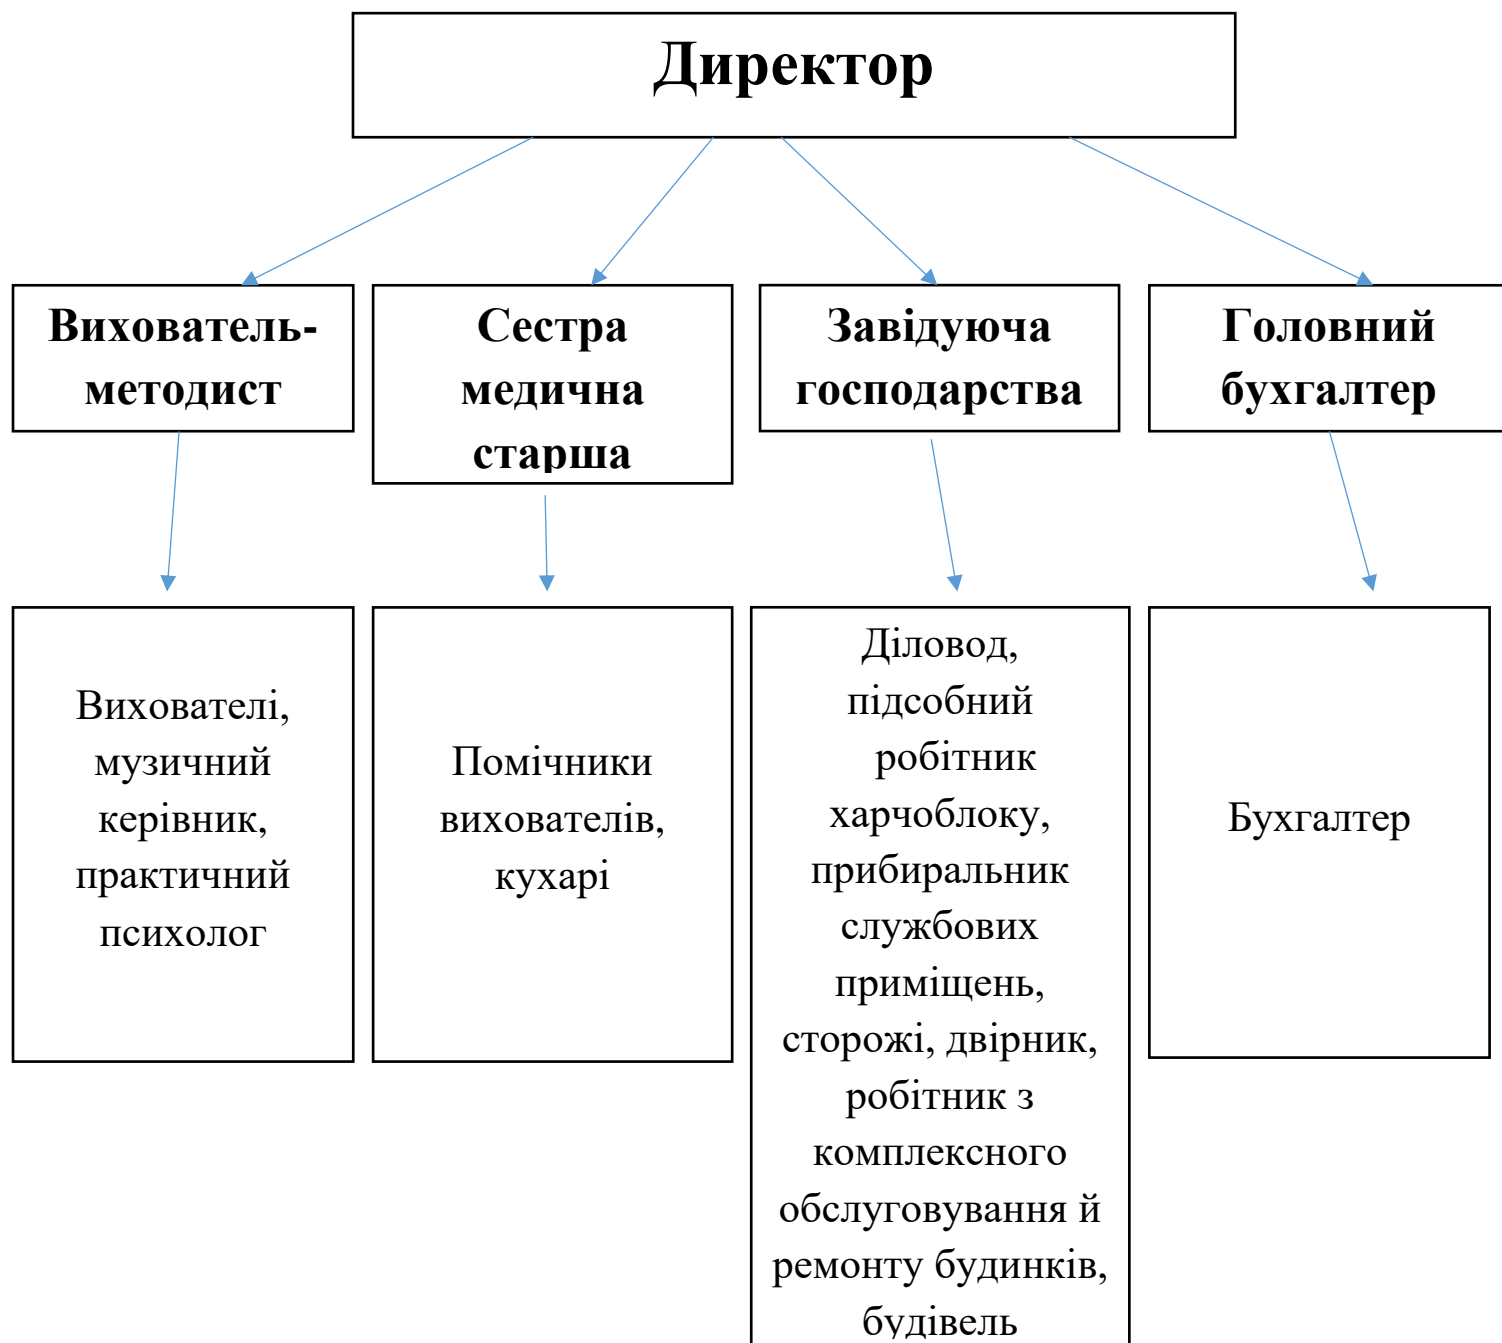 Директор
Вихователь-
методист
Сестра
медична
старша
Завідуюча
господарства
Головний
бухгалтер
Вихователі,
музичний
керівник,
практичний
психолог
Помічники
вихователів,
кухарі
Діловод,
підсобний
робітник
харчоблоку,
прибиральник
службових
приміщень,
сторожі, двірник,
робітник з
комплексного
обслуговування й
ремонту будинків,
будівель
Бухгалтер